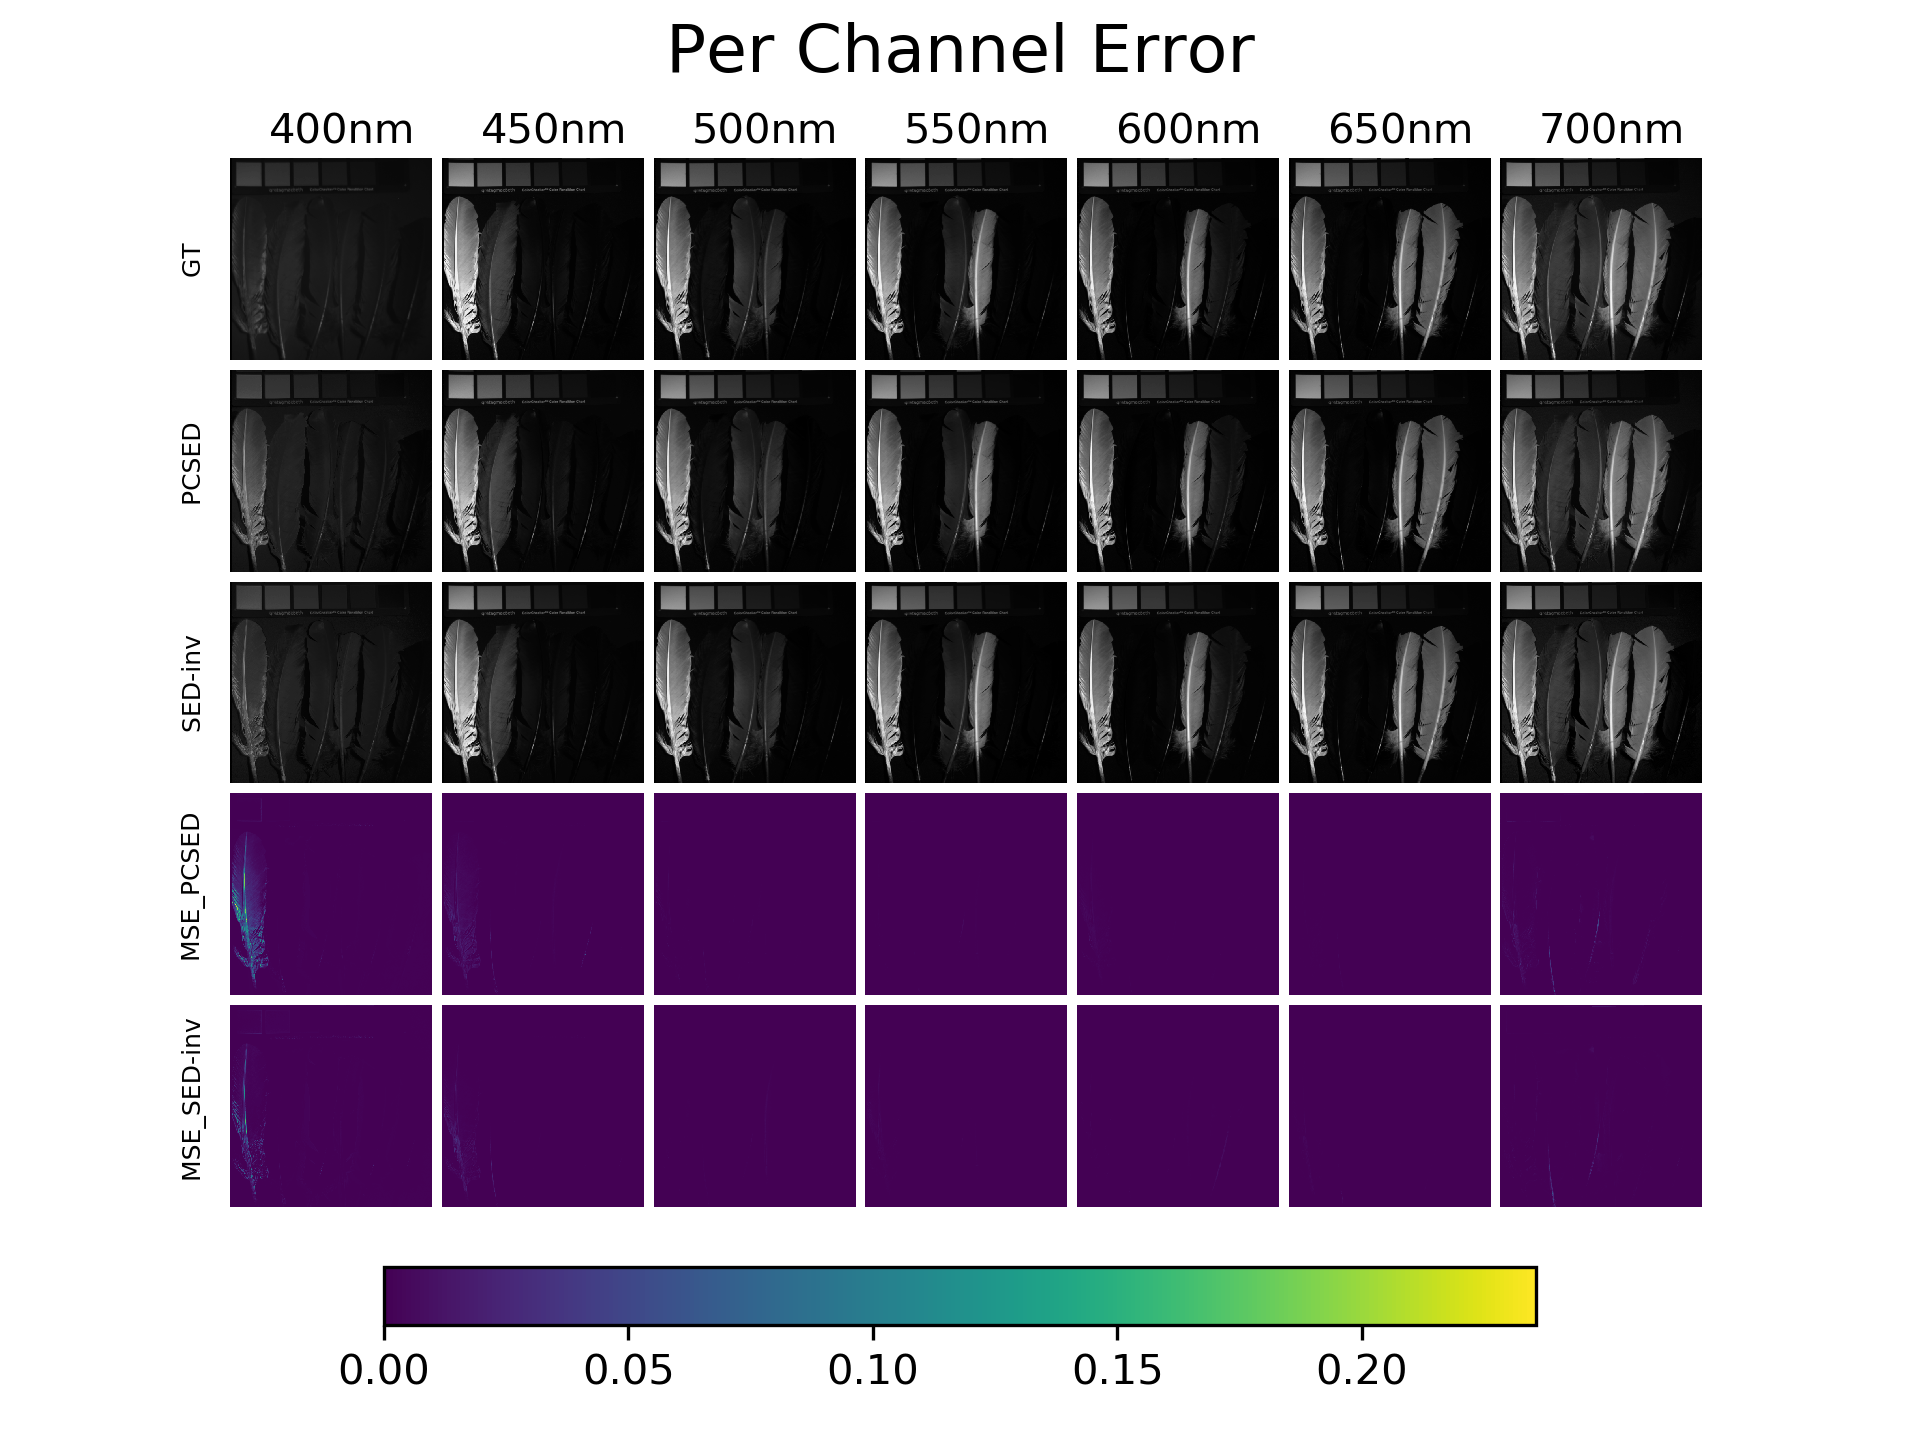 Per Channel Error
400nm 450nm 500nm 550nm 600nm 650nm 700nm
GT
PCSED
SED-inv
MSE_PCSED
MSE_SED-inv
0.00 0.05 0.10 0.15 0.20